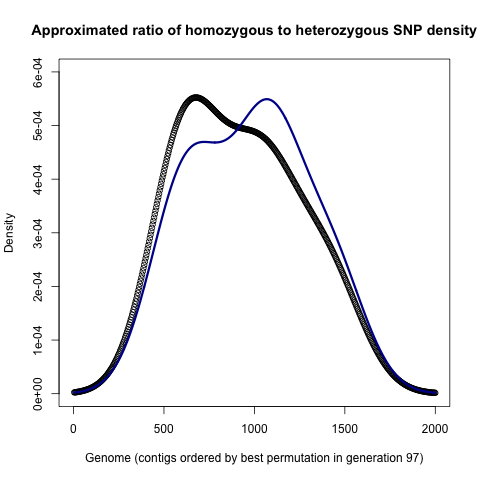 Approximated ratio of homozygous to heterozygous SNP density
6e-04
5e-04
4e-04
3e-04
2e-04
1e-04
0e+00
Density
0 500 1000 1500 2000
Genome (contigs ordered by best permutation in generation 97)